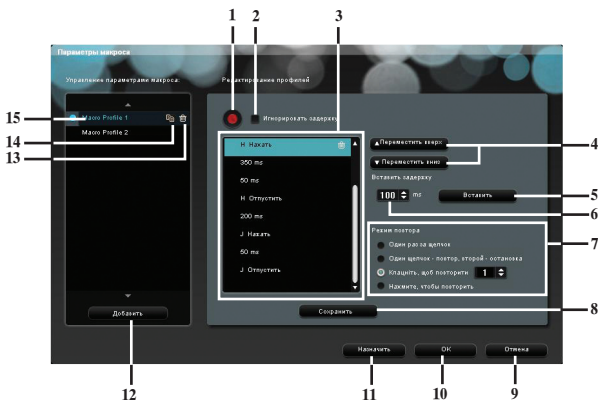 1 2 3
Параметры макроса
Управление параметрами макроса:
Редактирование профилей
15 Macro Profile 1
Macro Profile 2
14
13
Игнорировать задержку
H Нажать
350 ms
50 ms
H Отпустить
200 ms
J Нажать
50 ms
J Отпустить
▲Переместить вверх
▼ Переместить вниз
4
Вставить задержку
100 ms Вставить 5
6
Режим повтора
7
Один раз за щелчок
Один щелчок - повтор, второй - остановка
Клацніть, щоб повторити 1
Нажмите, чтобы повторить
Добавить
Сохранить 8
Назначить OK Отмена
12 11 10 9